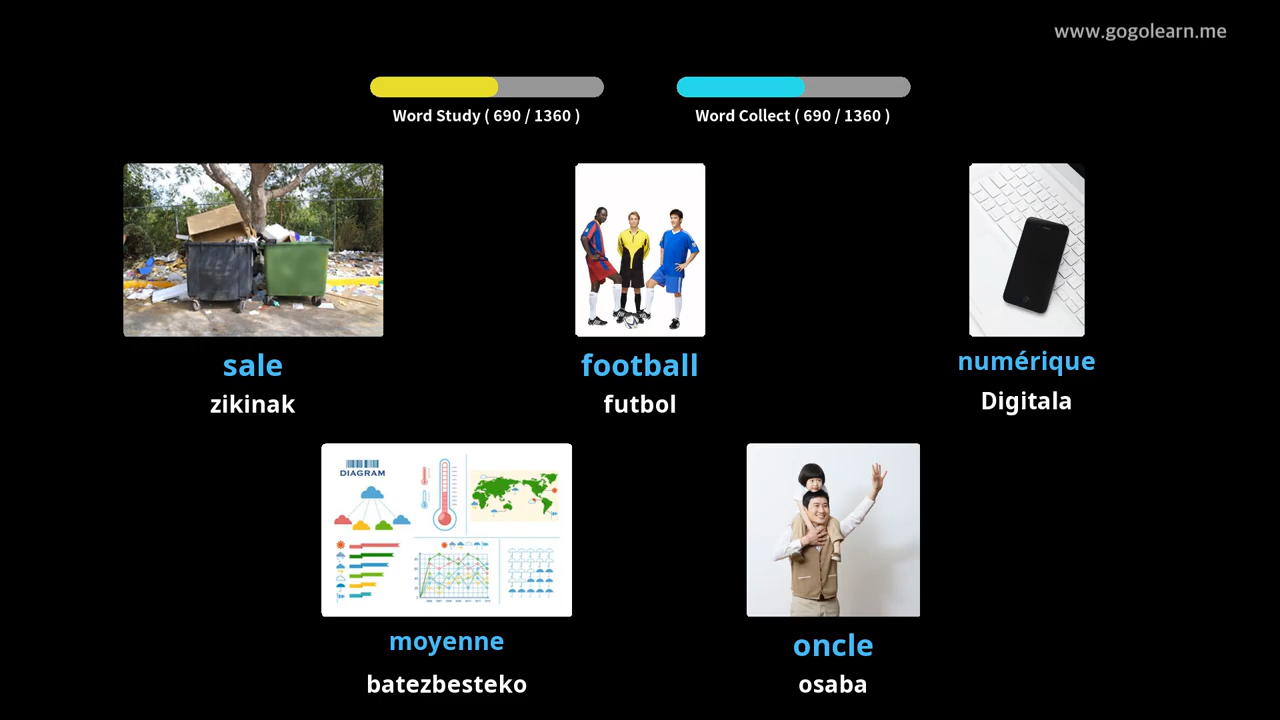 www.gogolearn.me
Word Study ( 690 / 1360 )
Word Collect ( 690 / 1360 )
sale
zikinak
football
futbol
numérique
Digitala
DIAGRAM
moyenne
batezbesteko
oncle
osaba